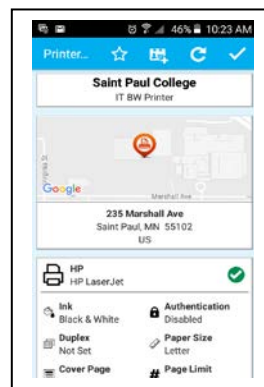 46% 10:23 AM
Printer...
Saint Paul College
IT BW Printer
Marshall Ave
Google
235 Marshall Ave
Saint Paul, MN 55102
US
HP
HP LaserJet
Ink
Black & White
Authentication
Disabled
Duplex
Not Set
Paper Size
Letter
Cover Page
# Page Limit